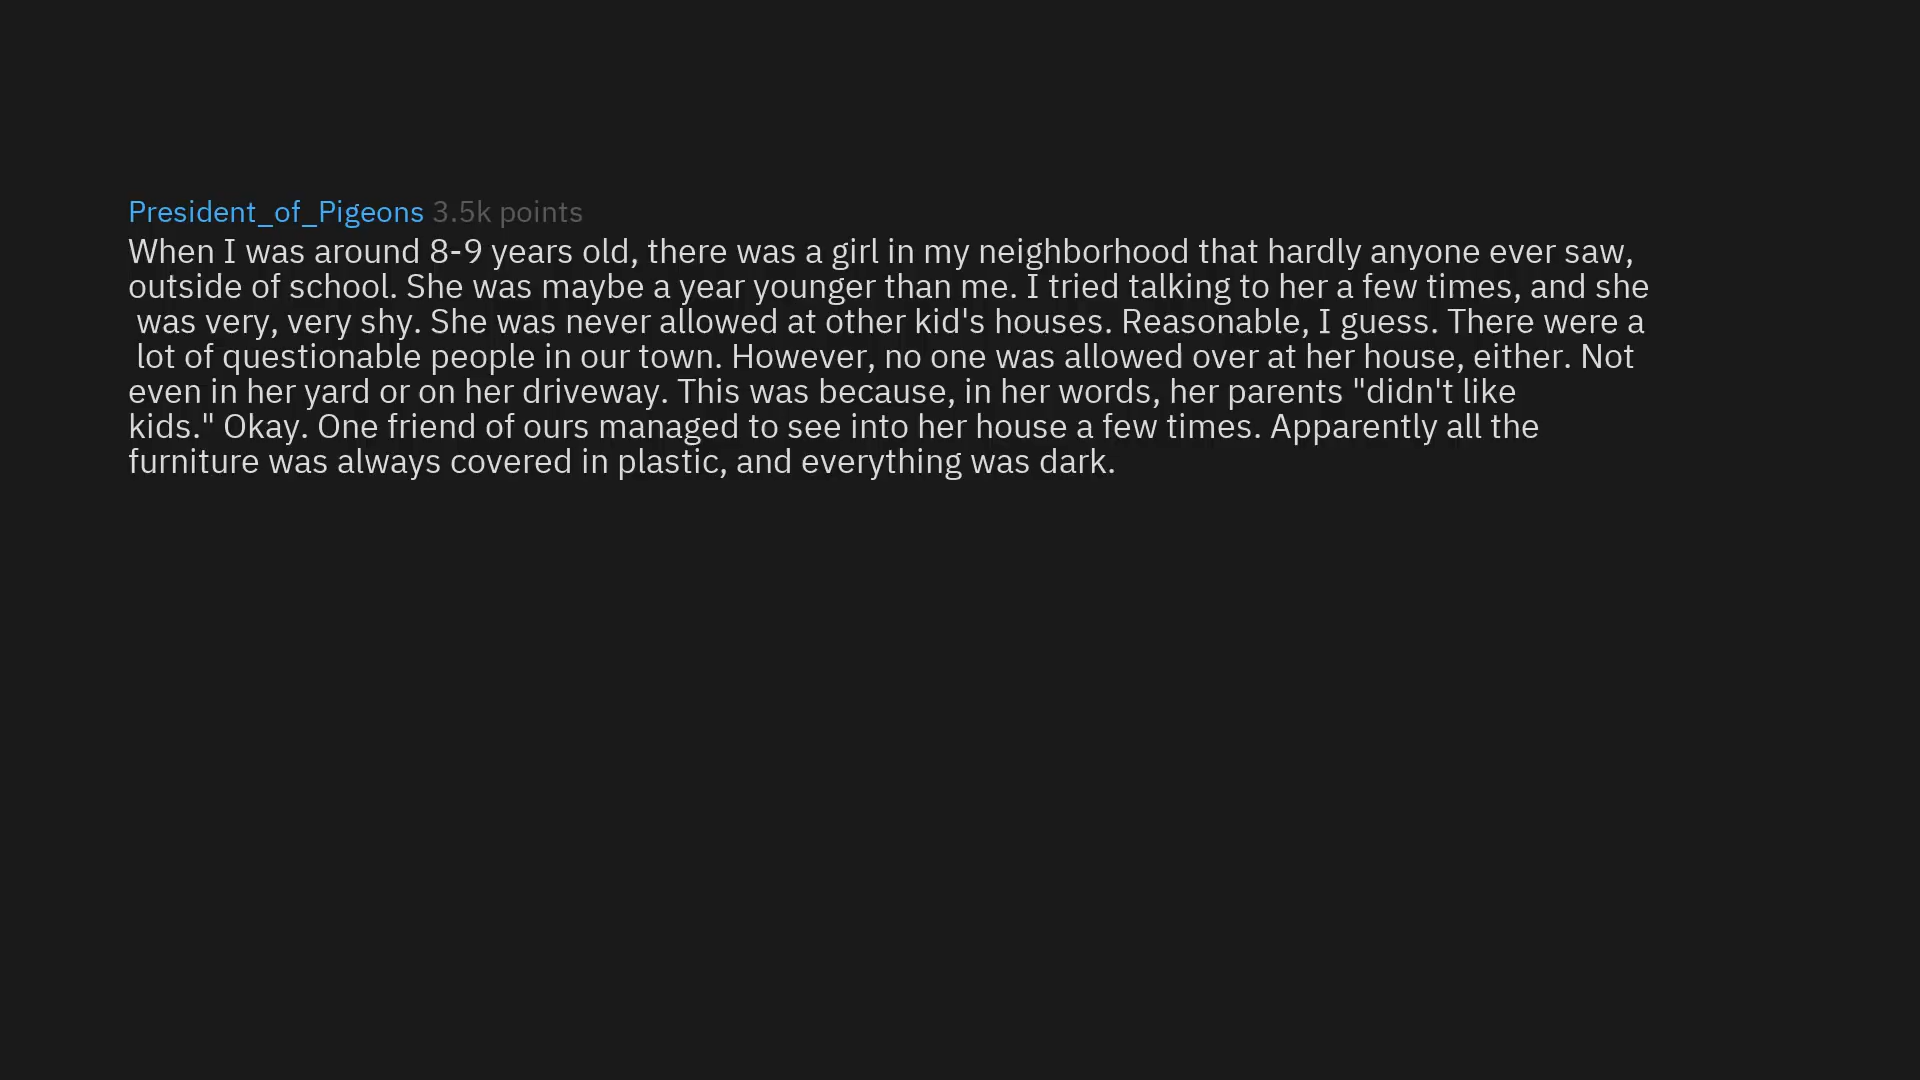 President_of_Pigeons 3.5k points
When I was around 8-9 years old, there was a girl in my neighborhood that hardly anyone ever saw,
outside of school. She was maybe a year younger than me. I tried talking to her a few times, and she
was very, very shy. She was never allowed at other kid's houses. Reasonable, I guess. There were a
lot of questionable people in our town. However, no one was allowed over at her house, either. Not
even in her yard or on her driveway. This was because, in her words, her parents "didn't like
kids." Okay. One friend of ours managed to see into her house a few times. Apparently all the
furniture was always covered in plastic, and everything was dark.